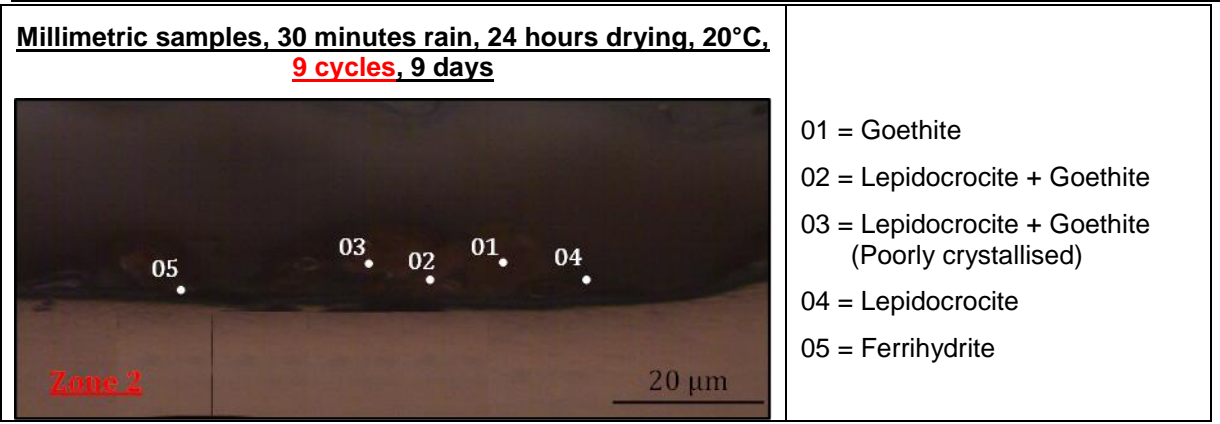 Millimetric samples, 30 minutes rain, 24 hours drying, 20°C,
9 cycles, 9 days
03
02
01
04
05
Zone 2
20 µm
01 = Goethite
02 = Lepidocrocite + Goethite
03 = Lepidocrocite + Goethite
(Poorly crystallised)
04 = Lepidocrocite
05 = Ferrihydrite